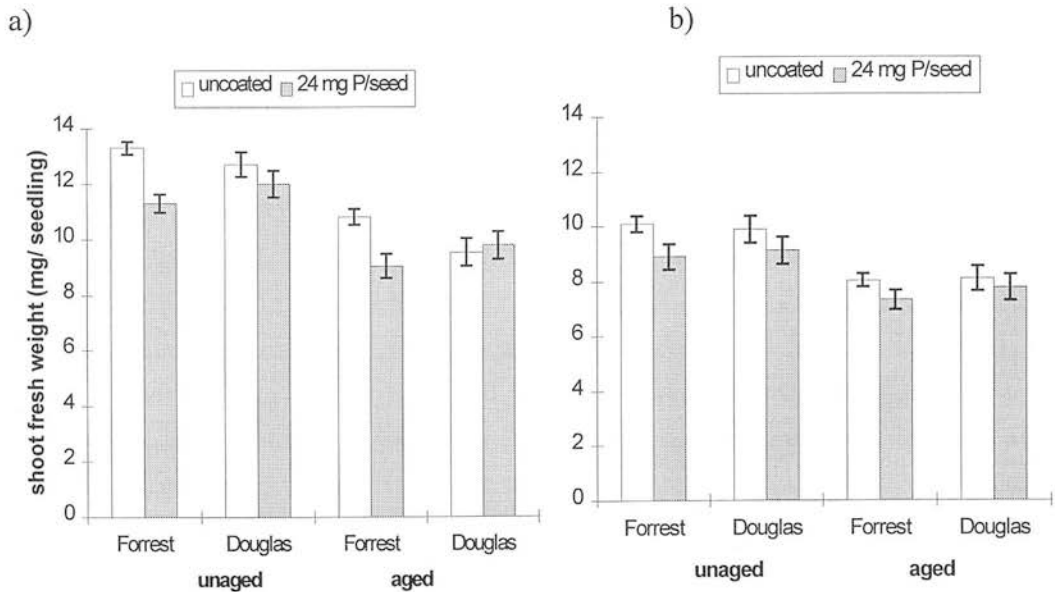 a)
uncoated 24 mg P/seed
shoot fresh weight (mg/ seedling)
14
12
10
8
6
4
2
0
Forrest Douglas Forrest Douglas
unaged aged
b)
uncoated 24 mg P/seed
14
12
10
8
6
4
2
0
Forrest Douglas Forrest Douglas
unaged aged